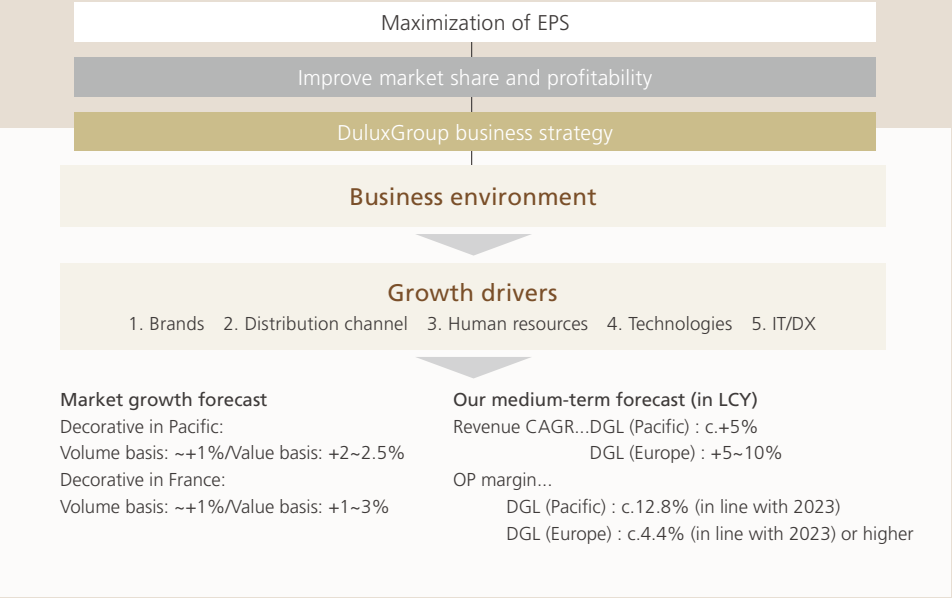 Maximization of EPS
Improve market share and profitability
DuluxGroup business strategy
Business environment
Growth drivers
1. Brands 2. Distribution channel 3. Human resources 4. Technologies 5. IT/DX
Market growth forecast
Decorative in Pacific:
Volume basis: ~+1%/Value basis: +2~2.5%
Decorative in France:
Volume basis: ~+1%/Value basis: +1~3%
Our medium-term forecast (in LCY)
Revenue CAGR...DGL (Pacific) : c.+5%
DGL (Europe) : +5~10%
OP margin...
DGL (Pacific) : c.12.8% (in line with 2023)
DGL (Europe) : c.4.4% (in line with 2023) or higher